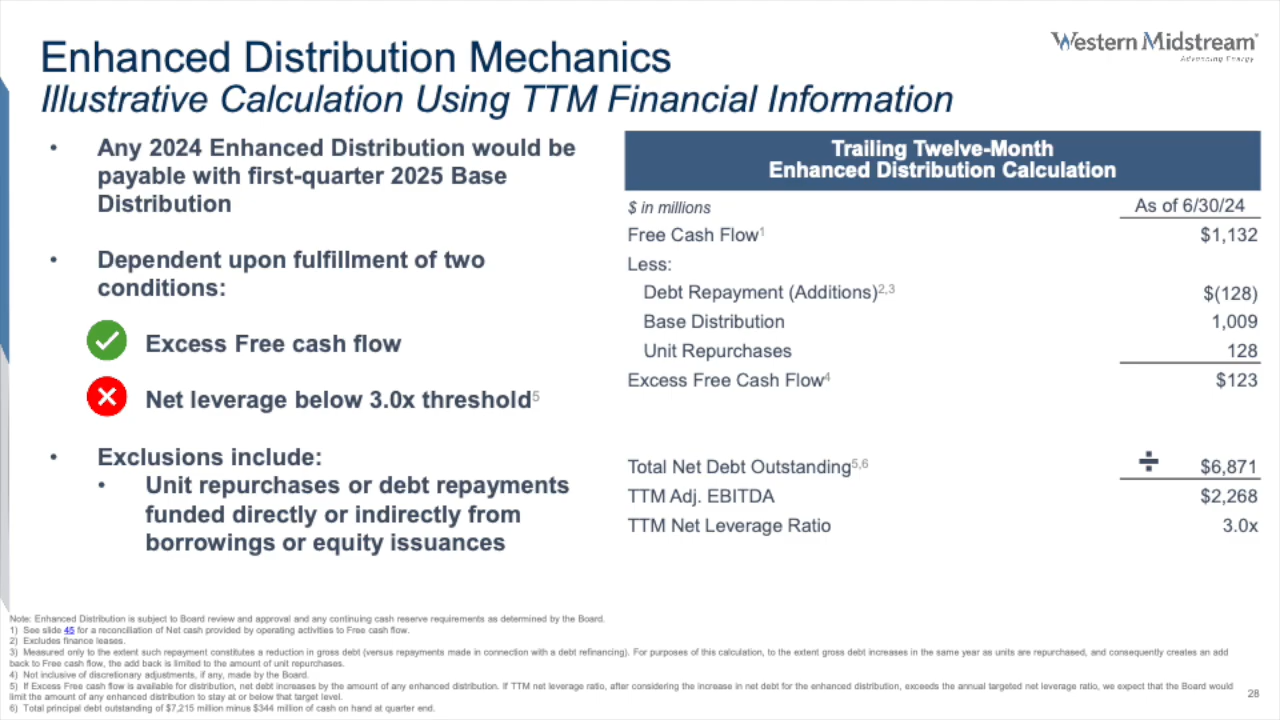 Enhanced Distribution Mechanics
Illustrative Calculation Using TTM Financial Information
Western Midstream
Advancing Energy
• Any 2024 Enhanced Distribution would be
payable with first-quarter 2025 Base
Distribution
• Dependent upon fulfillment of two
conditions:
Excess Free cash flow
Net leverage below 3.0x threshold5
• Exclusions include:
• Unit repurchases or debt repayments
funded directly or indirectly from
borrowings or equity issuances
Trailing Twelve-Month
Enhanced Distribution Calculation
$ in millions As of 6/30/24
Free Cash Flow1 $1,132
Less:
Debt Repayment (Additions)2,3 $(128)
Base Distribution 1,009
Unit Repurchases 128
Excess Free Cash Flow4 $123
Total Net Debt Outstanding5,6 ÷ $6,871
TTM Adj. EBITDA $2,268
TTM Net Leverage Ratio 3.0x
Note: Enhanced Distribution is subject to Board review and approval and any continuing cash reserve requirements as determined by the Board.
1) See slide 45 for a reconciliation of Net cash provided by operating activities to Free cash flow.
2) Excludes finance leases.
3) Measured only to the extent such repayment constitutes a reduction in gross debt (versus repayments made in connection with a debt refinancing). For purposes of this calculation, to the extent gross debt increases in the same year as units are repurchased, and consequently creates an add
back to Free cash flow, the add back is limited to the amount of unit repurchases.
4) Not inclusive of discretionary adjustments, if any, made by the Board.
5) If Excess Free cash flow is available for distribution, net debt increases by the amount of any enhanced distribution. If TTM net leverage ratio, after considering the increase in net debt for the enhanced distribution, exceeds the annual targeted net leverage ratio, we expect that the Board would
limit the amount of any enhanced distribution to stay at or below that target level.
6) Total principal debt outstanding of $7,215 million minus $344 million of cash on hand at quarter end.
28